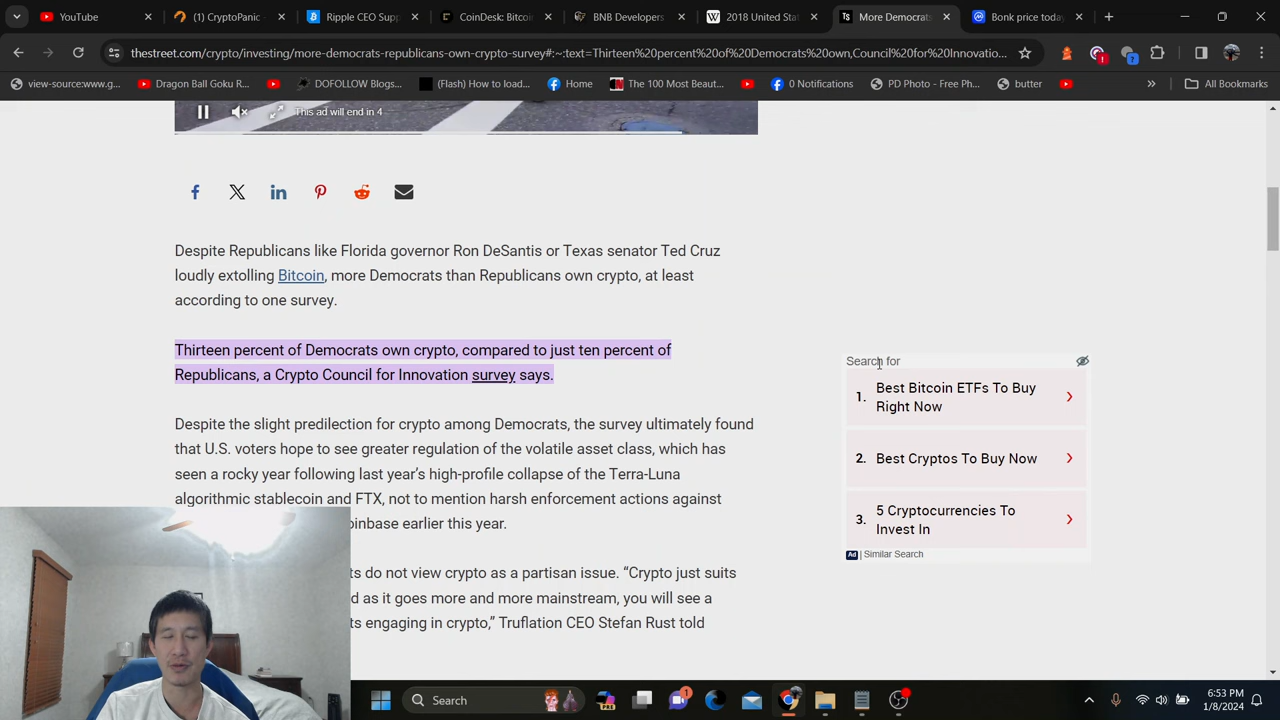 YouTube
(1) CryptoPanic -
Ripple CEO Supp
CoinDesk: Bitcoi
BNB Developers
2018 United Stat
More Democrats
Bonk price today
thestreet.com/crypto/investing/more-democrats-republicans-own-crypto-survey#:~:text=Thirteen%20percent%20of%20Democrats%20own,Council%20for%20Innovatio...
view-source:www.g...
Dragon Ball Goku R...
DOFOLLOW Blogs...
(Flash) How to load...
Home
The 100 Most Beaut...
0 Notifications
PD Photo - Free Ph...
butter
All Bookmarks
This ad will end in 4
Despite Republicans like Florida governor Ron DeSantis or Texas senator Ted Cruz
loudly extolling Bitcoin, more Democrats than Republicans own crypto, at least
according to one survey.
Thirteen percent of Democrats own crypto, compared to just ten percent of
Republicans, a Crypto Council for Innovation survey says.
Despite the slight predilection for crypto among Democrats, the survey ultimately found
that U.S. voters hope to see greater regulation of the volatile asset class, which has
seen a rocky year following last year's high-profile collapse of the Terra-Luna
algorithmic stablecoin and FTX, not to mention harsh enforcement actions against
oinbase earlier this year.
ts do not view crypto as a partisan issue. “Crypto just suits
d as it goes more and more mainstream, you will see a
ts engaging in crypto,” Truflation CEO Stefan Rust told
Search for
1. Best Bitcoin ETFs To Buy
Right Now
2. Best Cryptos To Buy Now
3. 5 Cryptocurrencies To
Invest In
Ad | Similar Search
Search
6:53 PM
1/8/2024